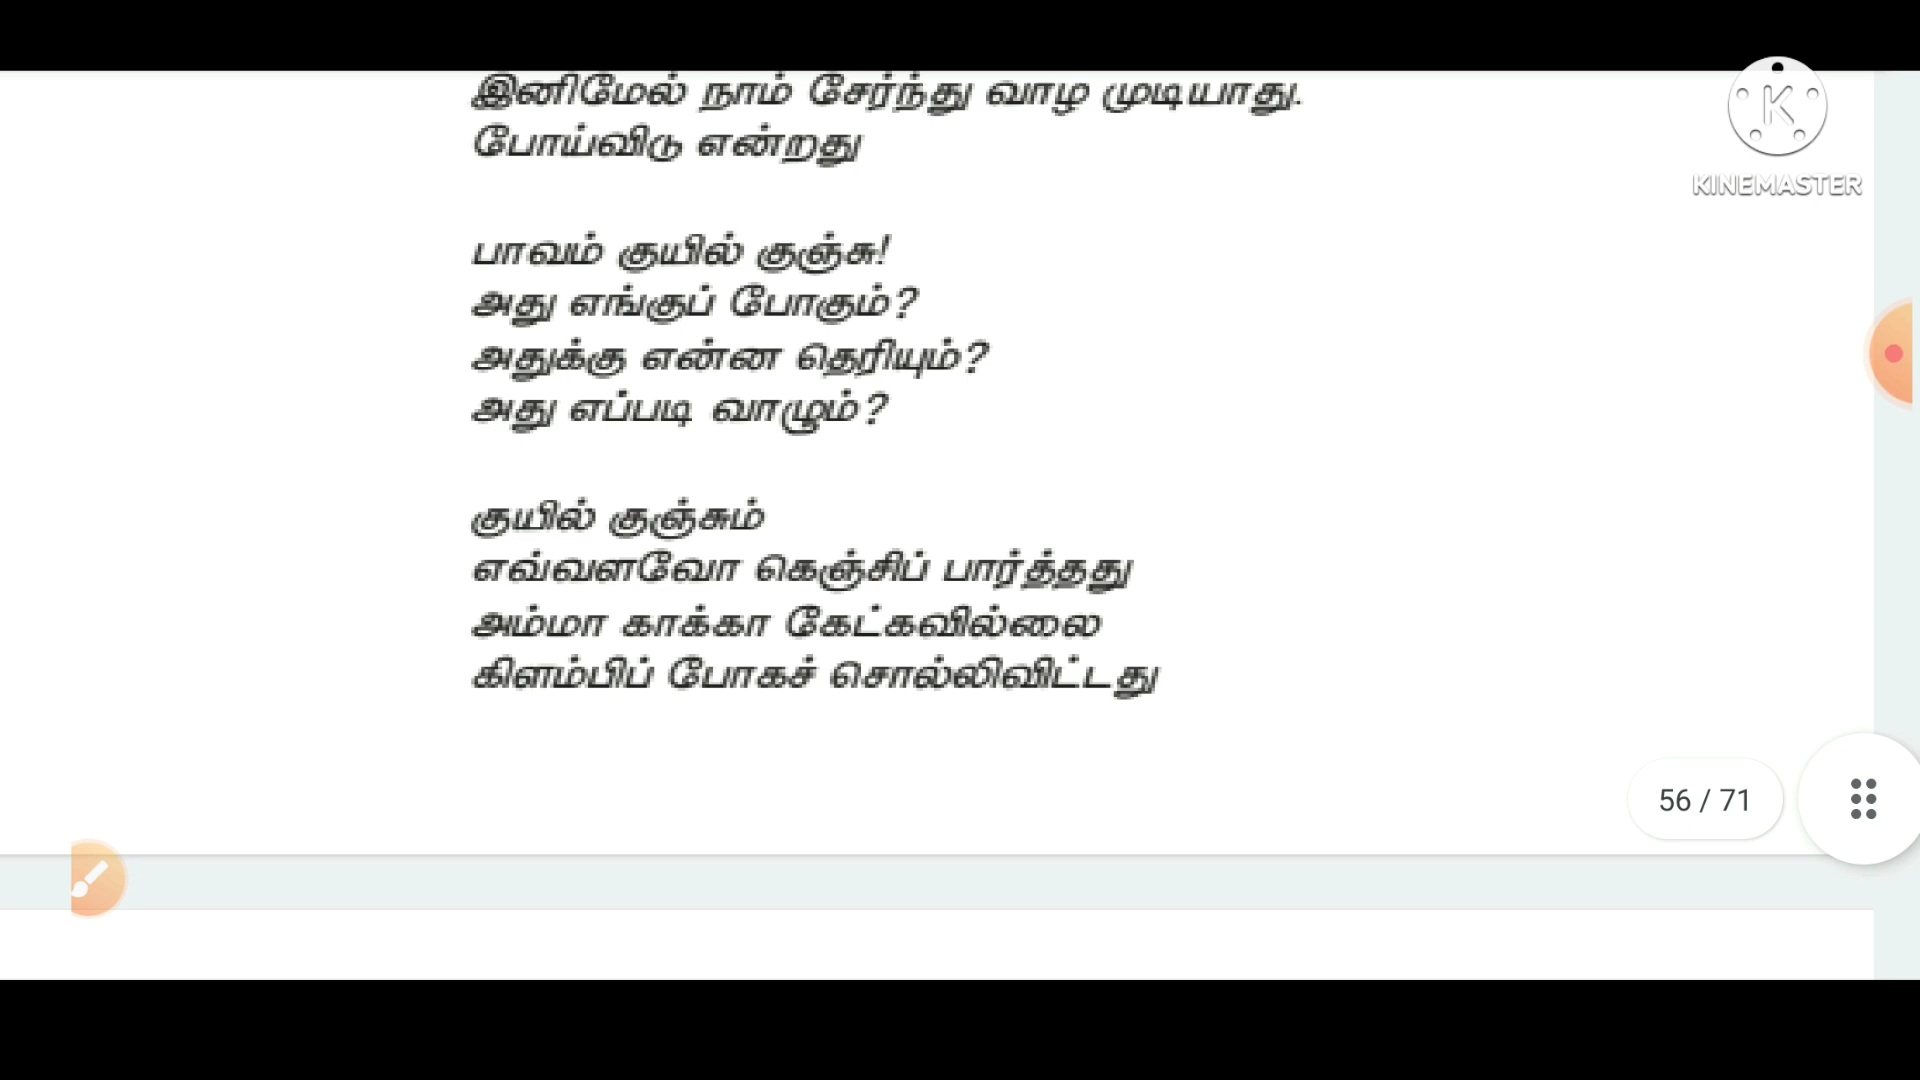 இனிமேல் நாம் சேர்ந்து வாழ முடியாது.
போய்விடு என்றது
பாவம் குயில் குஞ்சு!
அது எங்குப் போகும்?
அதுக்கு என்ன தெரியும்?
அது எப்படி வாழும்?
குயில் குஞ்சும்
எவ்வளவோ கெஞ்சிப் பார்த்தது
அம்மா காக்கா கேட்கவில்லை
கிளம்பிப் போகச் சொல்லிவிட்டது
K
KINEMASTER
56 / 71